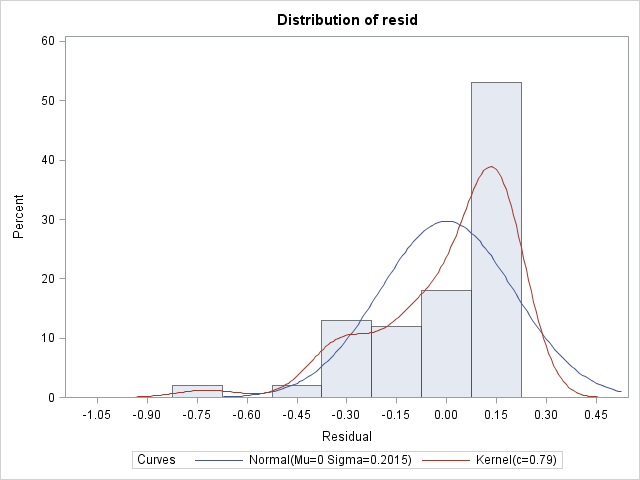 Distribution of resid
60
50
40
30
20
10
0
Percent
-1.05 -0.90 -0.75 -0.60 -0.45 -0.30 -0.15 0.00 0.15 0.30 0.45
Residual
Curves Normal(Mu=0 Sigma=0.2015) Kernel(c=0.79)